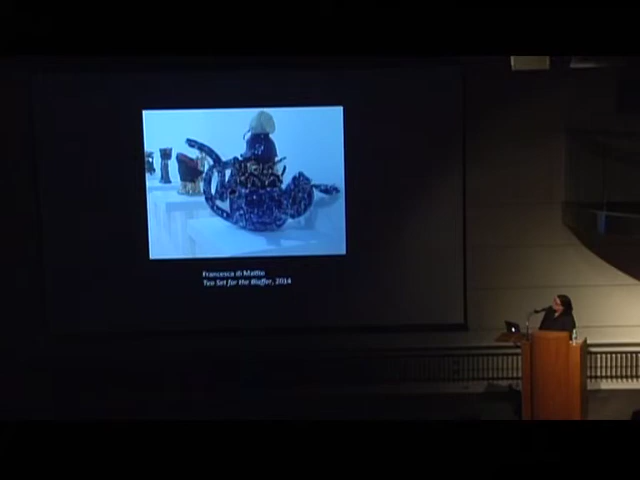 Francesca di Mattio
Tea Set for the Blaffer, 2014